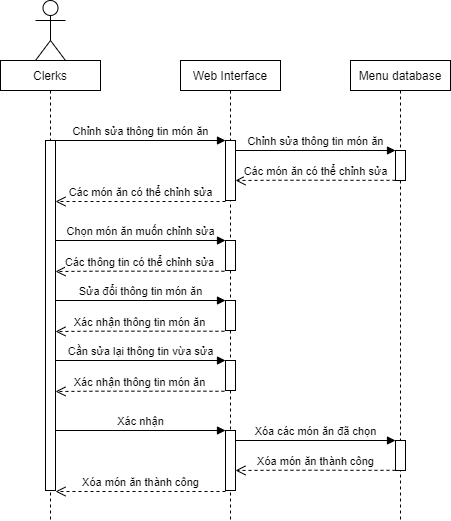 Clerks
Web Interface
Menu database
Chỉnh sửa thông tin món ăn
Chỉnh sửa thông tin món ăn
Các món ăn có thể chỉnh sửa
Các món ăn có thể chỉnh sửa
Chọn món ăn muốn chỉnh sửa
Các thông tin có thể chỉnh sửa
Sửa đổi thông tin món ăn
Xác nhận thông tin món ăn
Cần sửa lại thông tin vừa sửa
Xác nhận thông tin món ăn
Xác nhận
Xóa các món ăn đã chọn
Xóa món ăn thành công
Xóa món ăn thành công